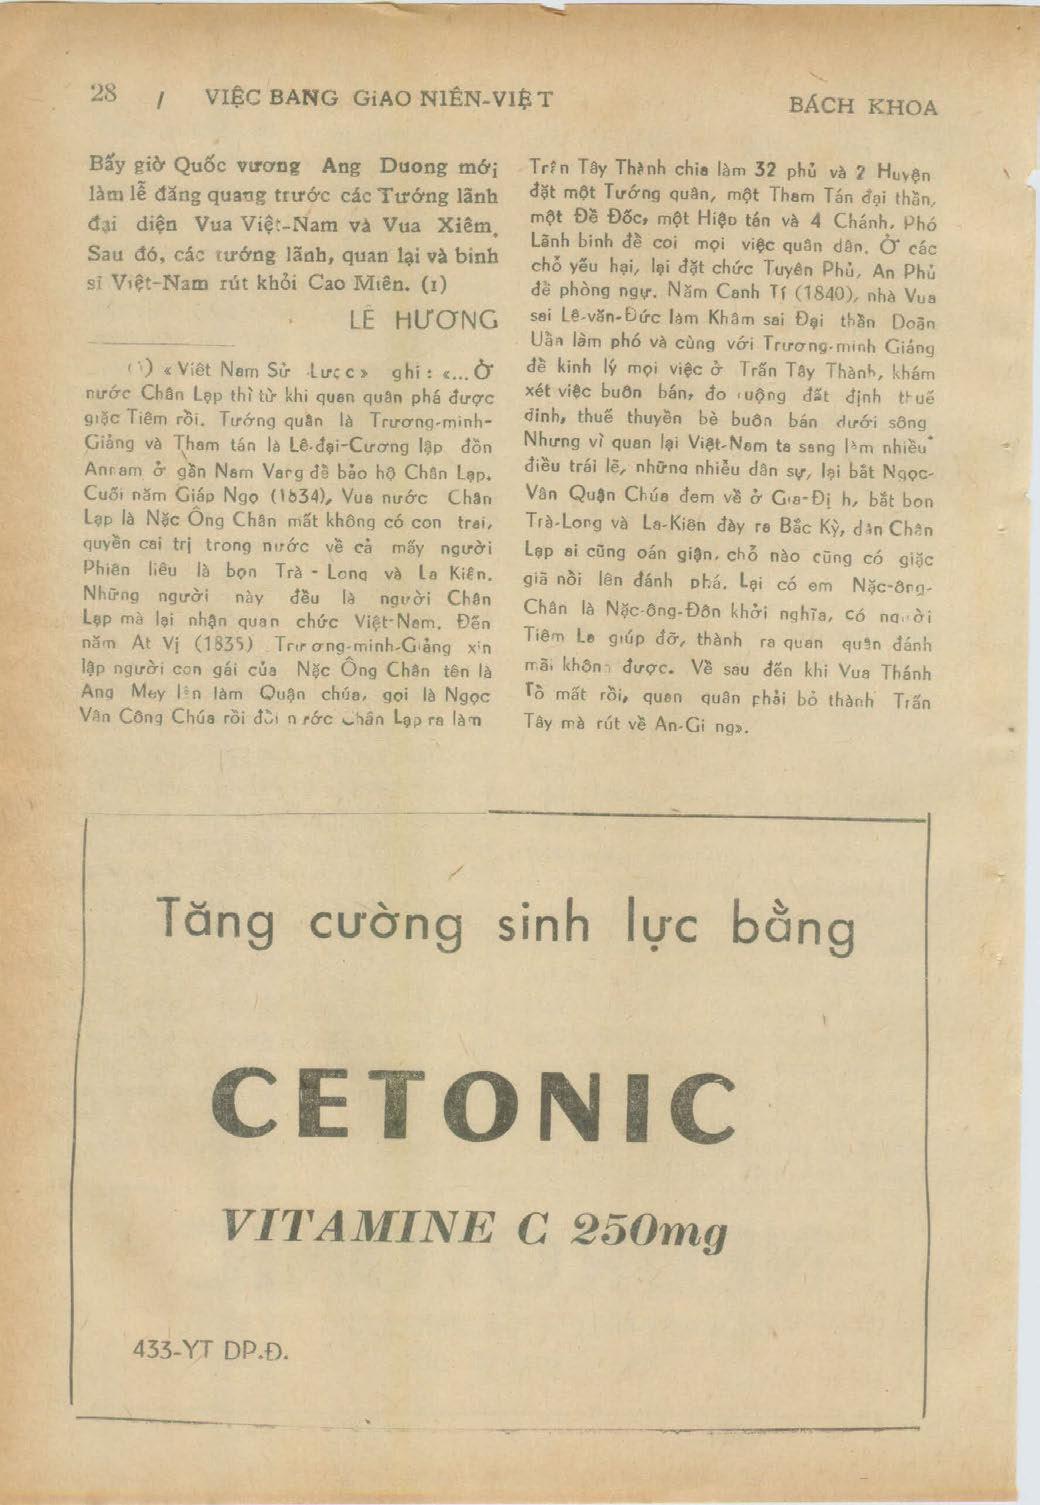 28 / VIỆC BANG GiAO NIÊN-VIỆT
BÁCH KHOA
Bấy giờ Quốc vương Ang Duong mới
làm lễ đăng quang trước các Tướng lãnh
đại diện Vua Việt-Nam và Vua Xiêm.
Sau đó, các tướng lãnh, quan lại và binh
sĩ Việt-Nam rút khỏi Cao Miên. (1)
LÊ HƯƠNG
(1) « Việt Nam Sử Lược » ghi : «... Ở
nước Chân Lạp thì từ khi quan quân phá được
giặc Tiêm rồi. Tướng quân là Trương-minh-
Giảng và Tham tán là Lê-đại-Cương lập đồn
Annam ở gần Nam Vang để bảo hộ Chân Lạp.
Cuối năm Giáp Ngọ (1834), Vua nước Chân
Lạp là Nặc Ông Chân mất không có con trai,
quyền cai trị trong nước về cả mấy người
Phiên liêu là bọn Trà - Long và La Kiên.
Những người này đều là người Chân
Lạp mà lại nhận quan chức Việt-Nam. Đến
năm At Vị (1835) Trương-minh-Giảng xin
lập người con gái của Nặc Ông Chân tên là
Ang Mey lên làm Quận chúa, gọi là Ngọc
Vân Công Chúa rồi đổi nước Chân Lạp ra làm
Trấn Tây Thành chia làm 32 phủ và 2 Huyện
đặt một Tướng quân, một Tham Tán đại thần,
một Đề Đốc, một Hiệp tán và 4 Chánh, Phó
Lãnh binh để coi mọi việc quân dân. Ở các
chỗ yếu hại, lại đặt chức Tuyên Phủ, An Phủ
để phòng ngự. Năm Canh Tí (1840), nhà Vua
sai Lê-văn-Đức làm Khâm sai Đại thần Doãn
Uẩn làm phó và cùng với Trương-minh Giảng
để kinh lý mọi việc ở Trấn Tây Thành, khám
xét việc buôn bán, đo ruộng đất định thuế
đinh, thuế thuyền bè buôn bán dưới sông
Nhưng vì quan lại Việt-Nam ta sang làm nhiều
điều trái lẽ, những nhiễu dân sự, lại bắt Ngọc-
Vân Quận Chúa đem về ở Gia-Định, bắt bọn
Trà-Long và La-Kiên đày ra Bắc Kỳ, dân Chân
Lạp ai cũng oán giận, chỗ nào cũng có giặc
giã nổi lên đánh phá. Lại có em Nặc-ông-
Chân là Nặc-ông-Đôn khởi nghĩa, có người
Tiêm La giúp đỡ, thành ra quan quân đánh
mãi không được. Về sau đến khi Vua Thánh
Tổ mất rồi, quan quân phải bỏ thành Trấn
Tây mà rút về An-Giang».
Tăng cường sinh lực bằng
CETONIC
VITAMINE C 250mg
433-YT DP.Đ.